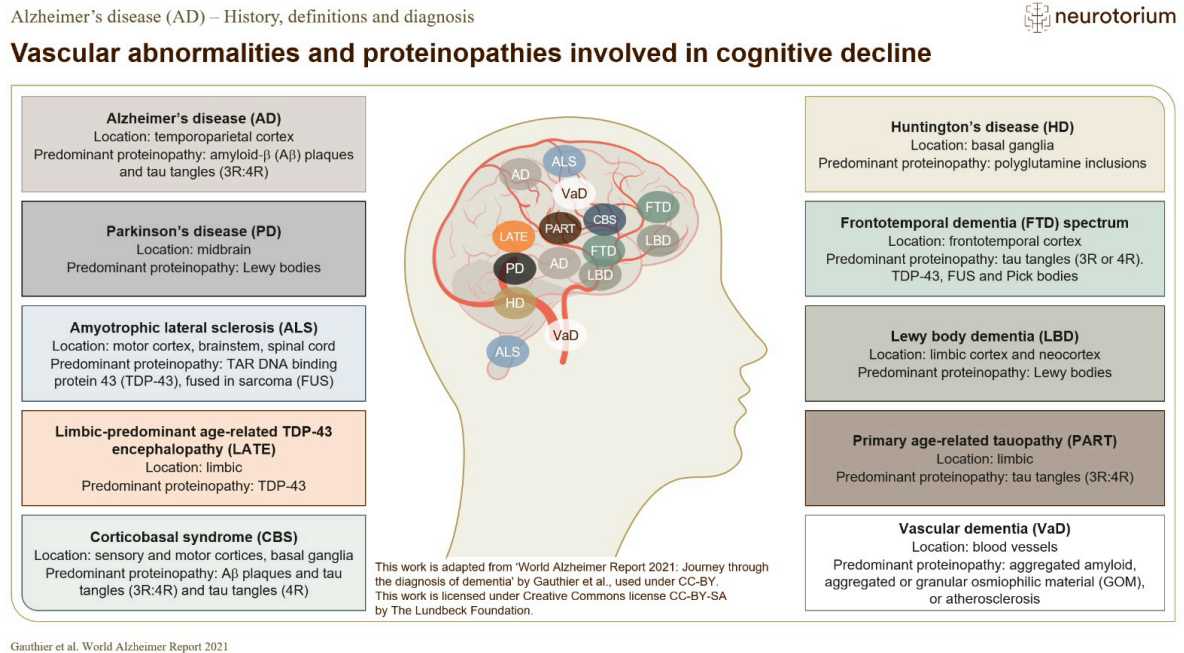 Alzheimer's disease (AD) – History, definitions and diagnosis
neurotorium
Vascular abnormalities and proteinopathies involved in cognitive decline
Alzheimer's disease (AD)
Location: temporoparietal cortex
Predominant proteinopathy: amyloid-β (Aβ) plaques
and tau tangles (3R:4R)
Parkinson's disease (PD)
Location: midbrain
Predominant proteinopathy: Lewy bodies
Amyotrophic lateral sclerosis (ALS)
Location: motor cortex, brainstem, spinal cord
Predominant proteinopathy: TAR DNA binding
protein 43 (TDP-43), fused in sarcoma (FUS)
Limbic-predominant age-related TDP-43
encephalopathy (LATE)
Location: limbic
Predominant proteinopathy: TDP-43
Corticobasal syndrome (CBS)
Location: sensory and motor cortices, basal ganglia
Predominant proteinopathy: Aβ plaques and tau
tangles (3R:4R) and tau tangles (4R)
ALS
AD
VaD
FTD
CBS
PART
LATE
LBD
FTD
AD
PD
LBD
HD
VaD
ALS
This work is adapted from 'World Alzheimer Report 2021: Journey through
the diagnosis of dementia' by Gauthier et al., used under CC-BY.
This work is licensed under Creative Commons license CC-BY-SA
by The Lundbeck Foundation.
Huntington's disease (HD)
Location: basal ganglia
Predominant proteinopathy: polyglutamine inclusions
Frontotemporal dementia (FTD) spectrum
Location: frontotemporal cortex
Predominant proteinopathy: tau tangles (3R or 4R).
TDP-43, FUS and Pick bodies
Lewy body dementia (LBD)
Location: limbic cortex and neocortex
Predominant proteinopathy: Lewy bodies
Primary age-related tauopathy (PART)
Location: limbic
Predominant proteinopathy: tau tangles (3R:4R)
Vascular dementia (VaD)
Location: blood vessels
Predominant proteinopathy: aggregated amyloid,
aggregated or granular osmiophilic material (GOM),
or atherosclerosis
Gauthier et al. World Alzheimer Report 2021